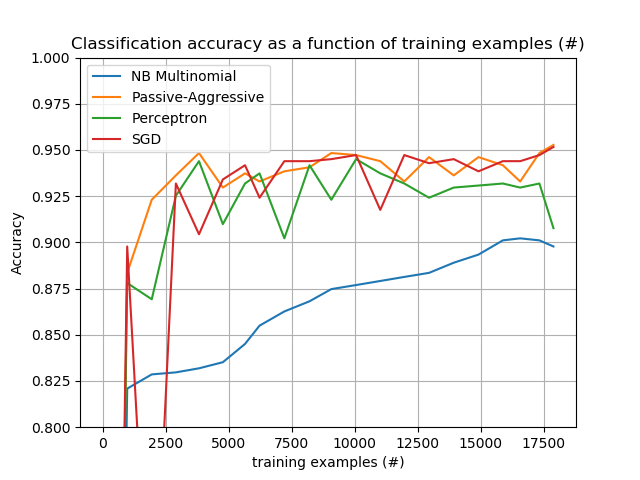 Classification accuracy as a function of training examples (#)
NB Multinomial
Passive-Aggressive
Perceptron
SGD
Accuracy
1.000
0.975
0.950
0.925
0.900
0.875
0.850
0.825
0.800
0 2500 5000 7500 10000 12500 15000 17500
training examples (#)